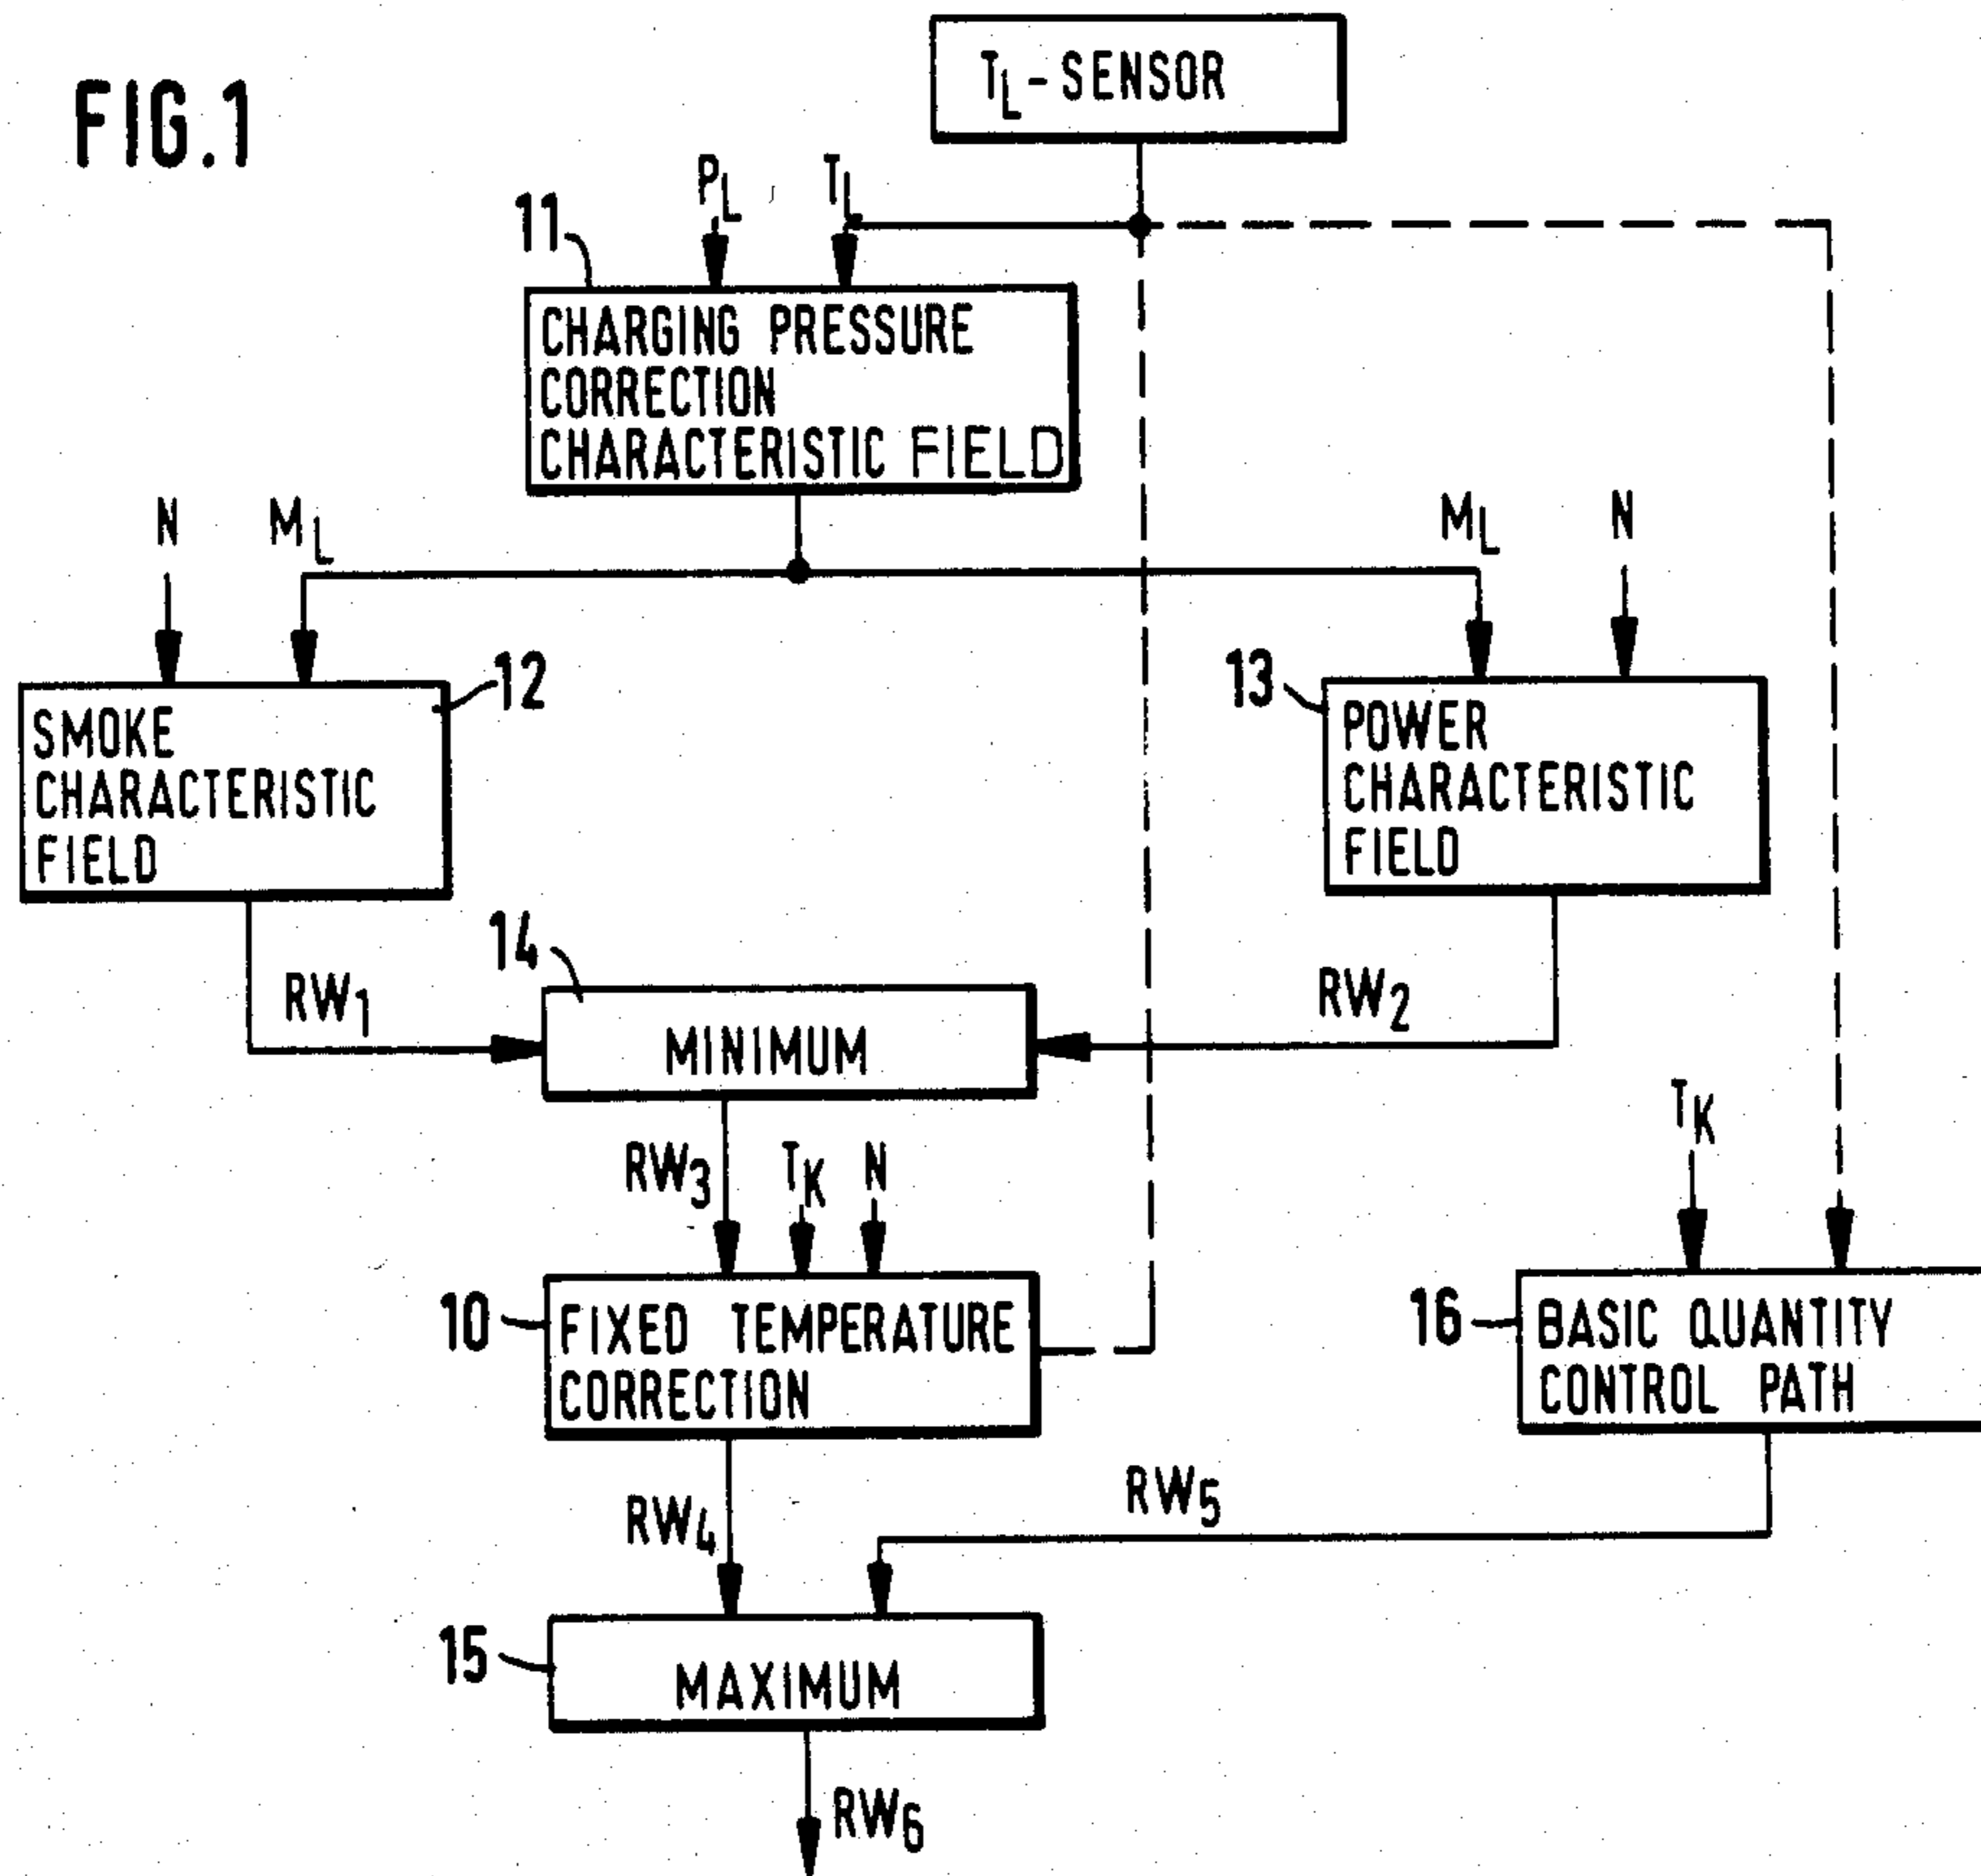 FIG.1
T_L-SENSOR
P_L
T_L
11
CHARGING PRESSURE
CORRECTION
CHARACTERISTIC FIELD
N
M_L
M_L
N
12
13
SMOKE
CHARACTERISTIC
FIELD
POWER
CHARACTERISTIC
FIELD
14
RW₁
MINIMUM
RW₂
RW₃
T_K
N
T_K
10
FIXED TEMPERATURE
CORRECTION
16
BASIC QUANTITY
CONTROL PATH
RW₄
RW₅
15
MAXIMUM
RW₆